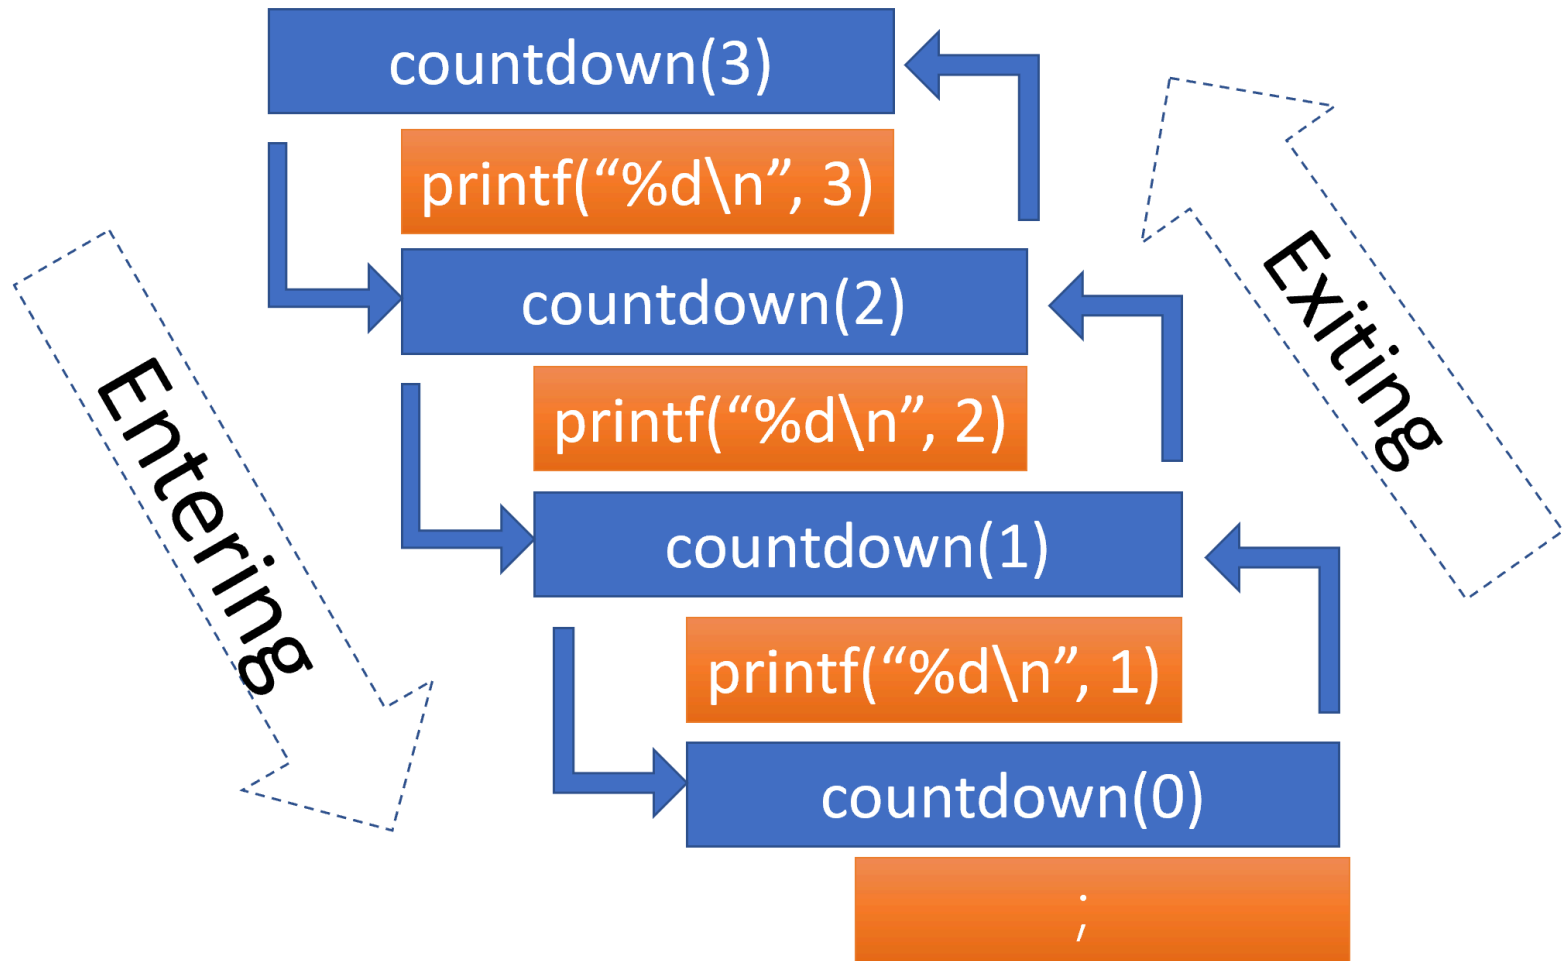 countdown(3)
printf(“%d\n”, 3)
countdown(2)
printf(“%d\n”, 2)
countdown(1)
printf(“%d\n”, 1)
countdown(0)
;
Entering
Exiting